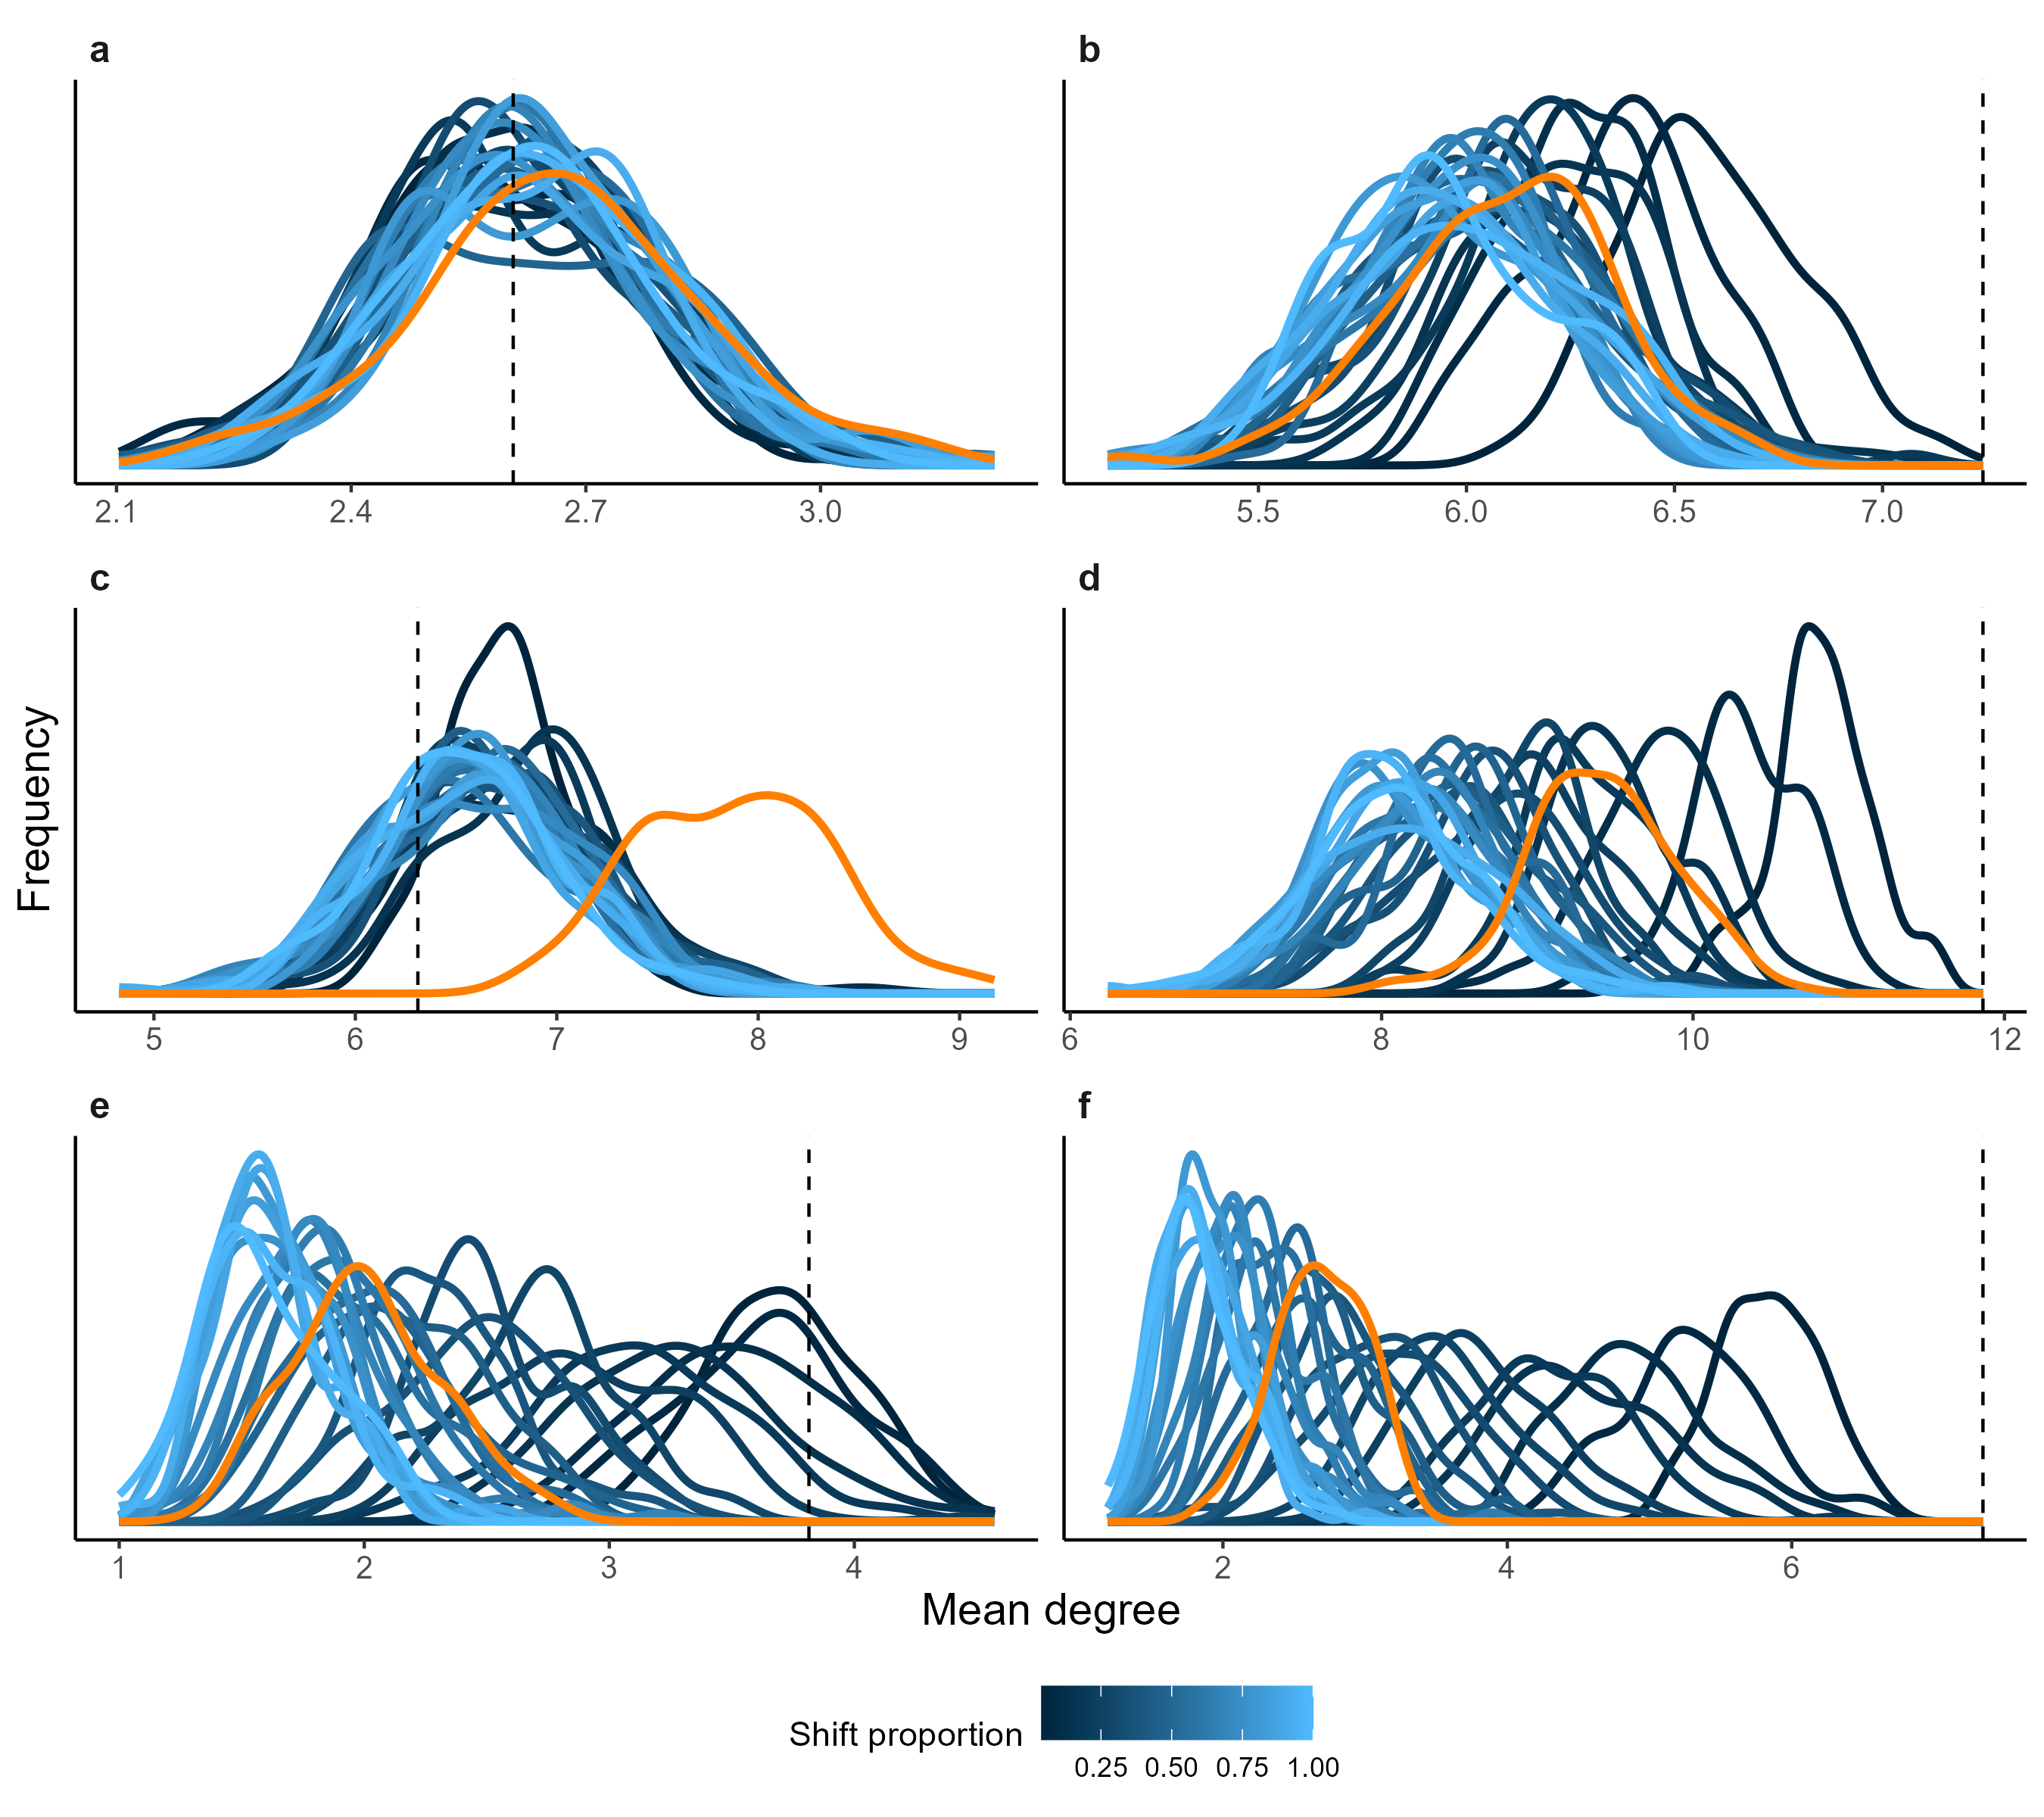 a b
2.1 2.4 2.7 3.0 5.5 6.0 6.5 7.0
c d
Frequency
5 6 7 8 9 6 8 10 12
e f
1 2 3 4 2 4 6
Mean degree
Shift proportion
0.25 0.50 0.75 1.00